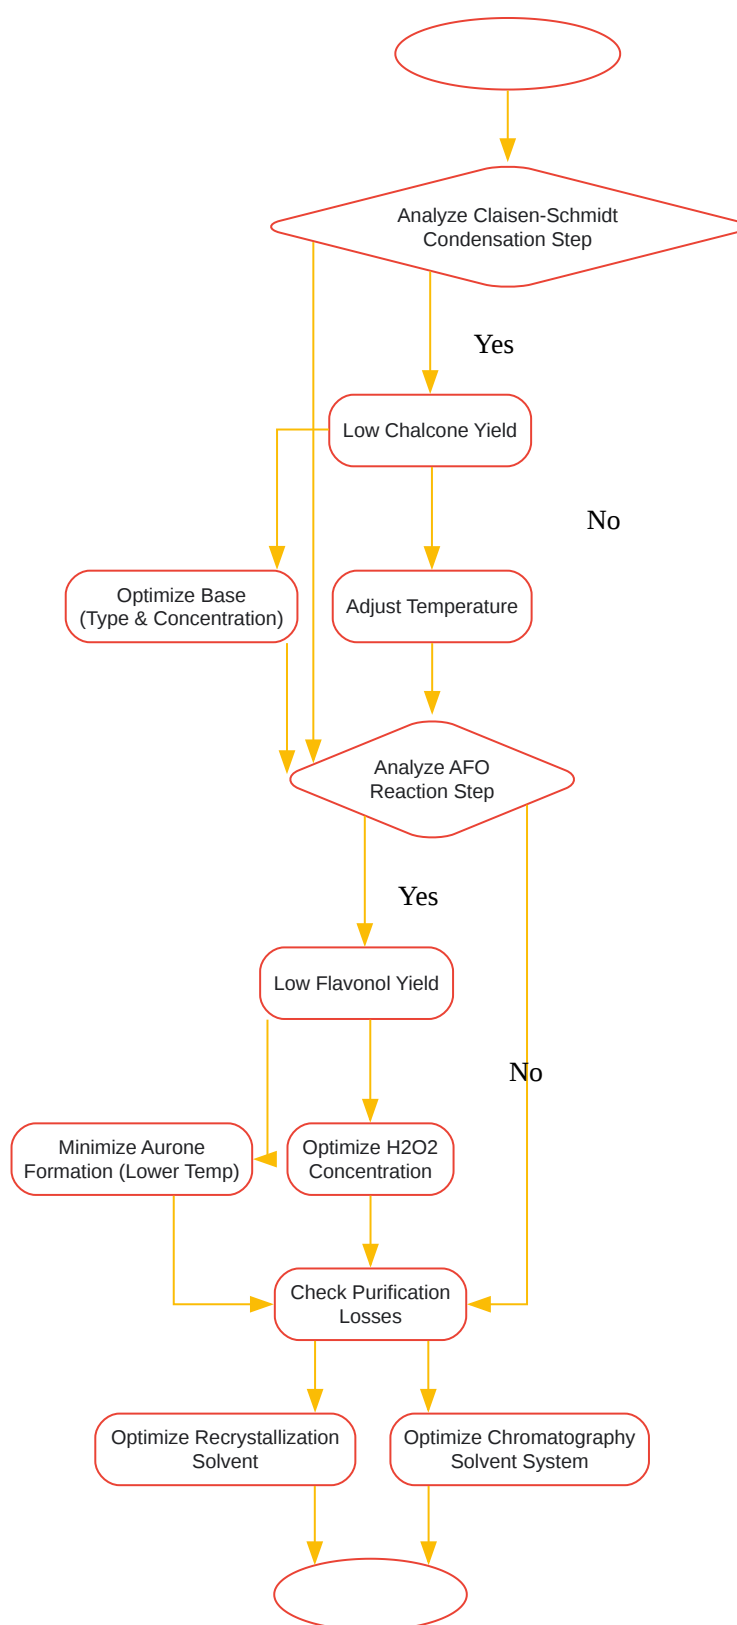 Analyze Claisen-Schmidt
Condensation Step
Yes
Low Chalcone Yield
No
Optimize Base
(Type & Concentration)
Adjust Temperature
Analyze AFO
Reaction Step
Yes
Low Flavonol Yield
No
Minimize Aurone
Formation (Lower Temp)
Optimize H2O2
Concentration
Check Purification
Losses
Optimize Recrystallization
Solvent
Optimize Chromatography
Solvent System